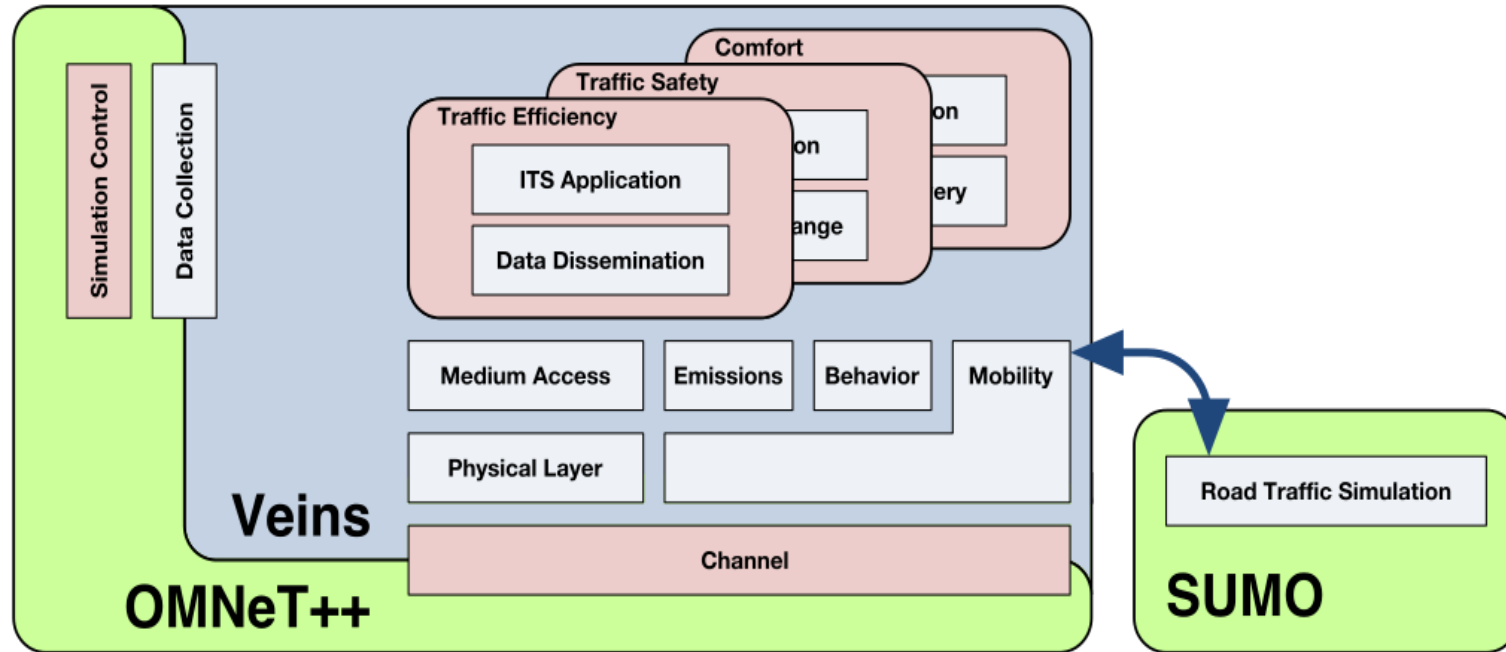 Comfort
Traffic Safety
Traffic Efficiency
Simulation Control
Data Collection
ITS Application
Data Dissemination
on
ange
on
ery
Medium Access
Emissions
Behavior
Mobility
Physical Layer
Road Traffic Simulation
Veins
Channel
OMNeT++
SUMO